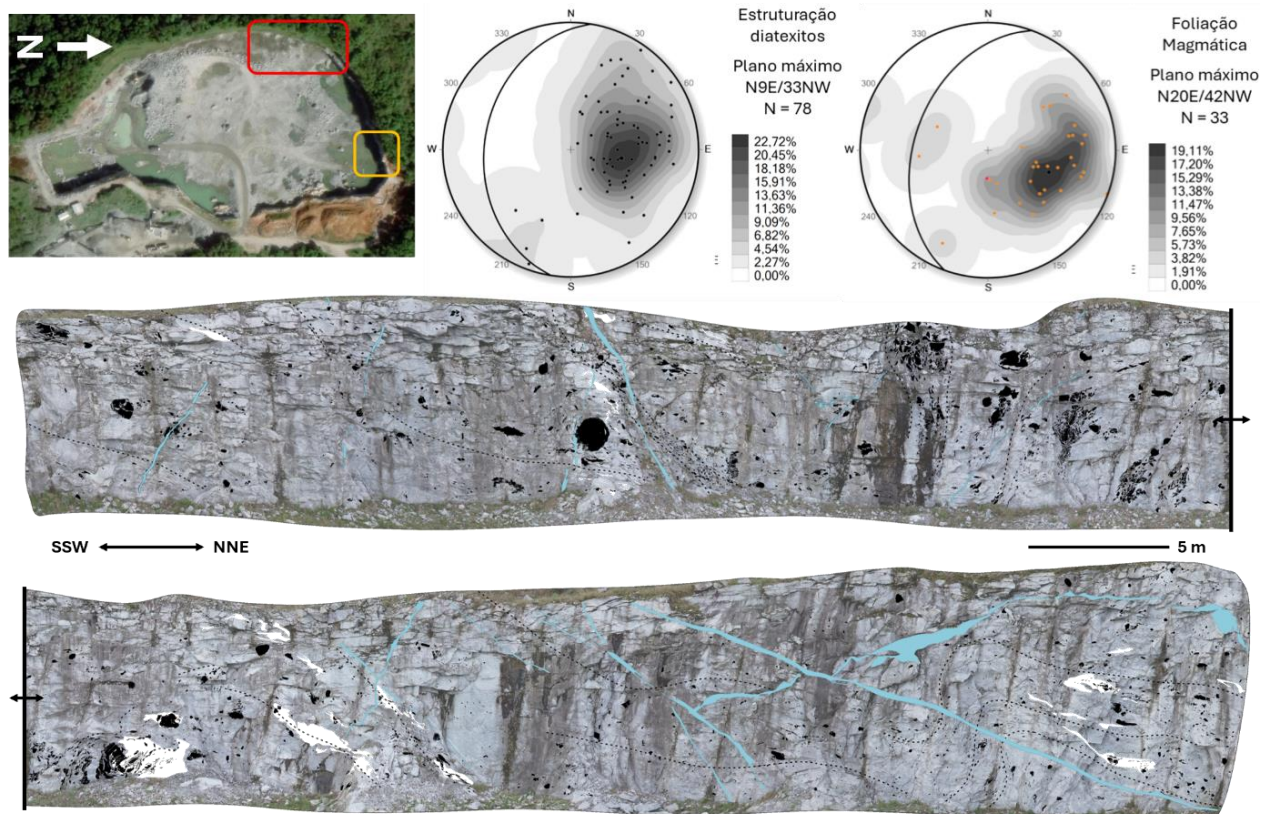 N
Estruturação
diatexitos
Plano máximo
N9E/33NW
N = 78
N
30
60
E
120
150
S
210
240
W
300
330
22,72%
20,45%
18,18%
15,91%
13,63%
11,36%
9,09%
6,82%
4,54%
2,27%
0,00%
Foliação
Magmática
Plano máximo
N20E/42NW
N = 33
N
30
60
E
120
150
S
210
240
W
300
330
19,11%
17,20%
15,29%
13,38%
11,47%
9,56%
7,65%
5,73%
3,82%
1,91%
0,00%
SSW
NNE
5 m